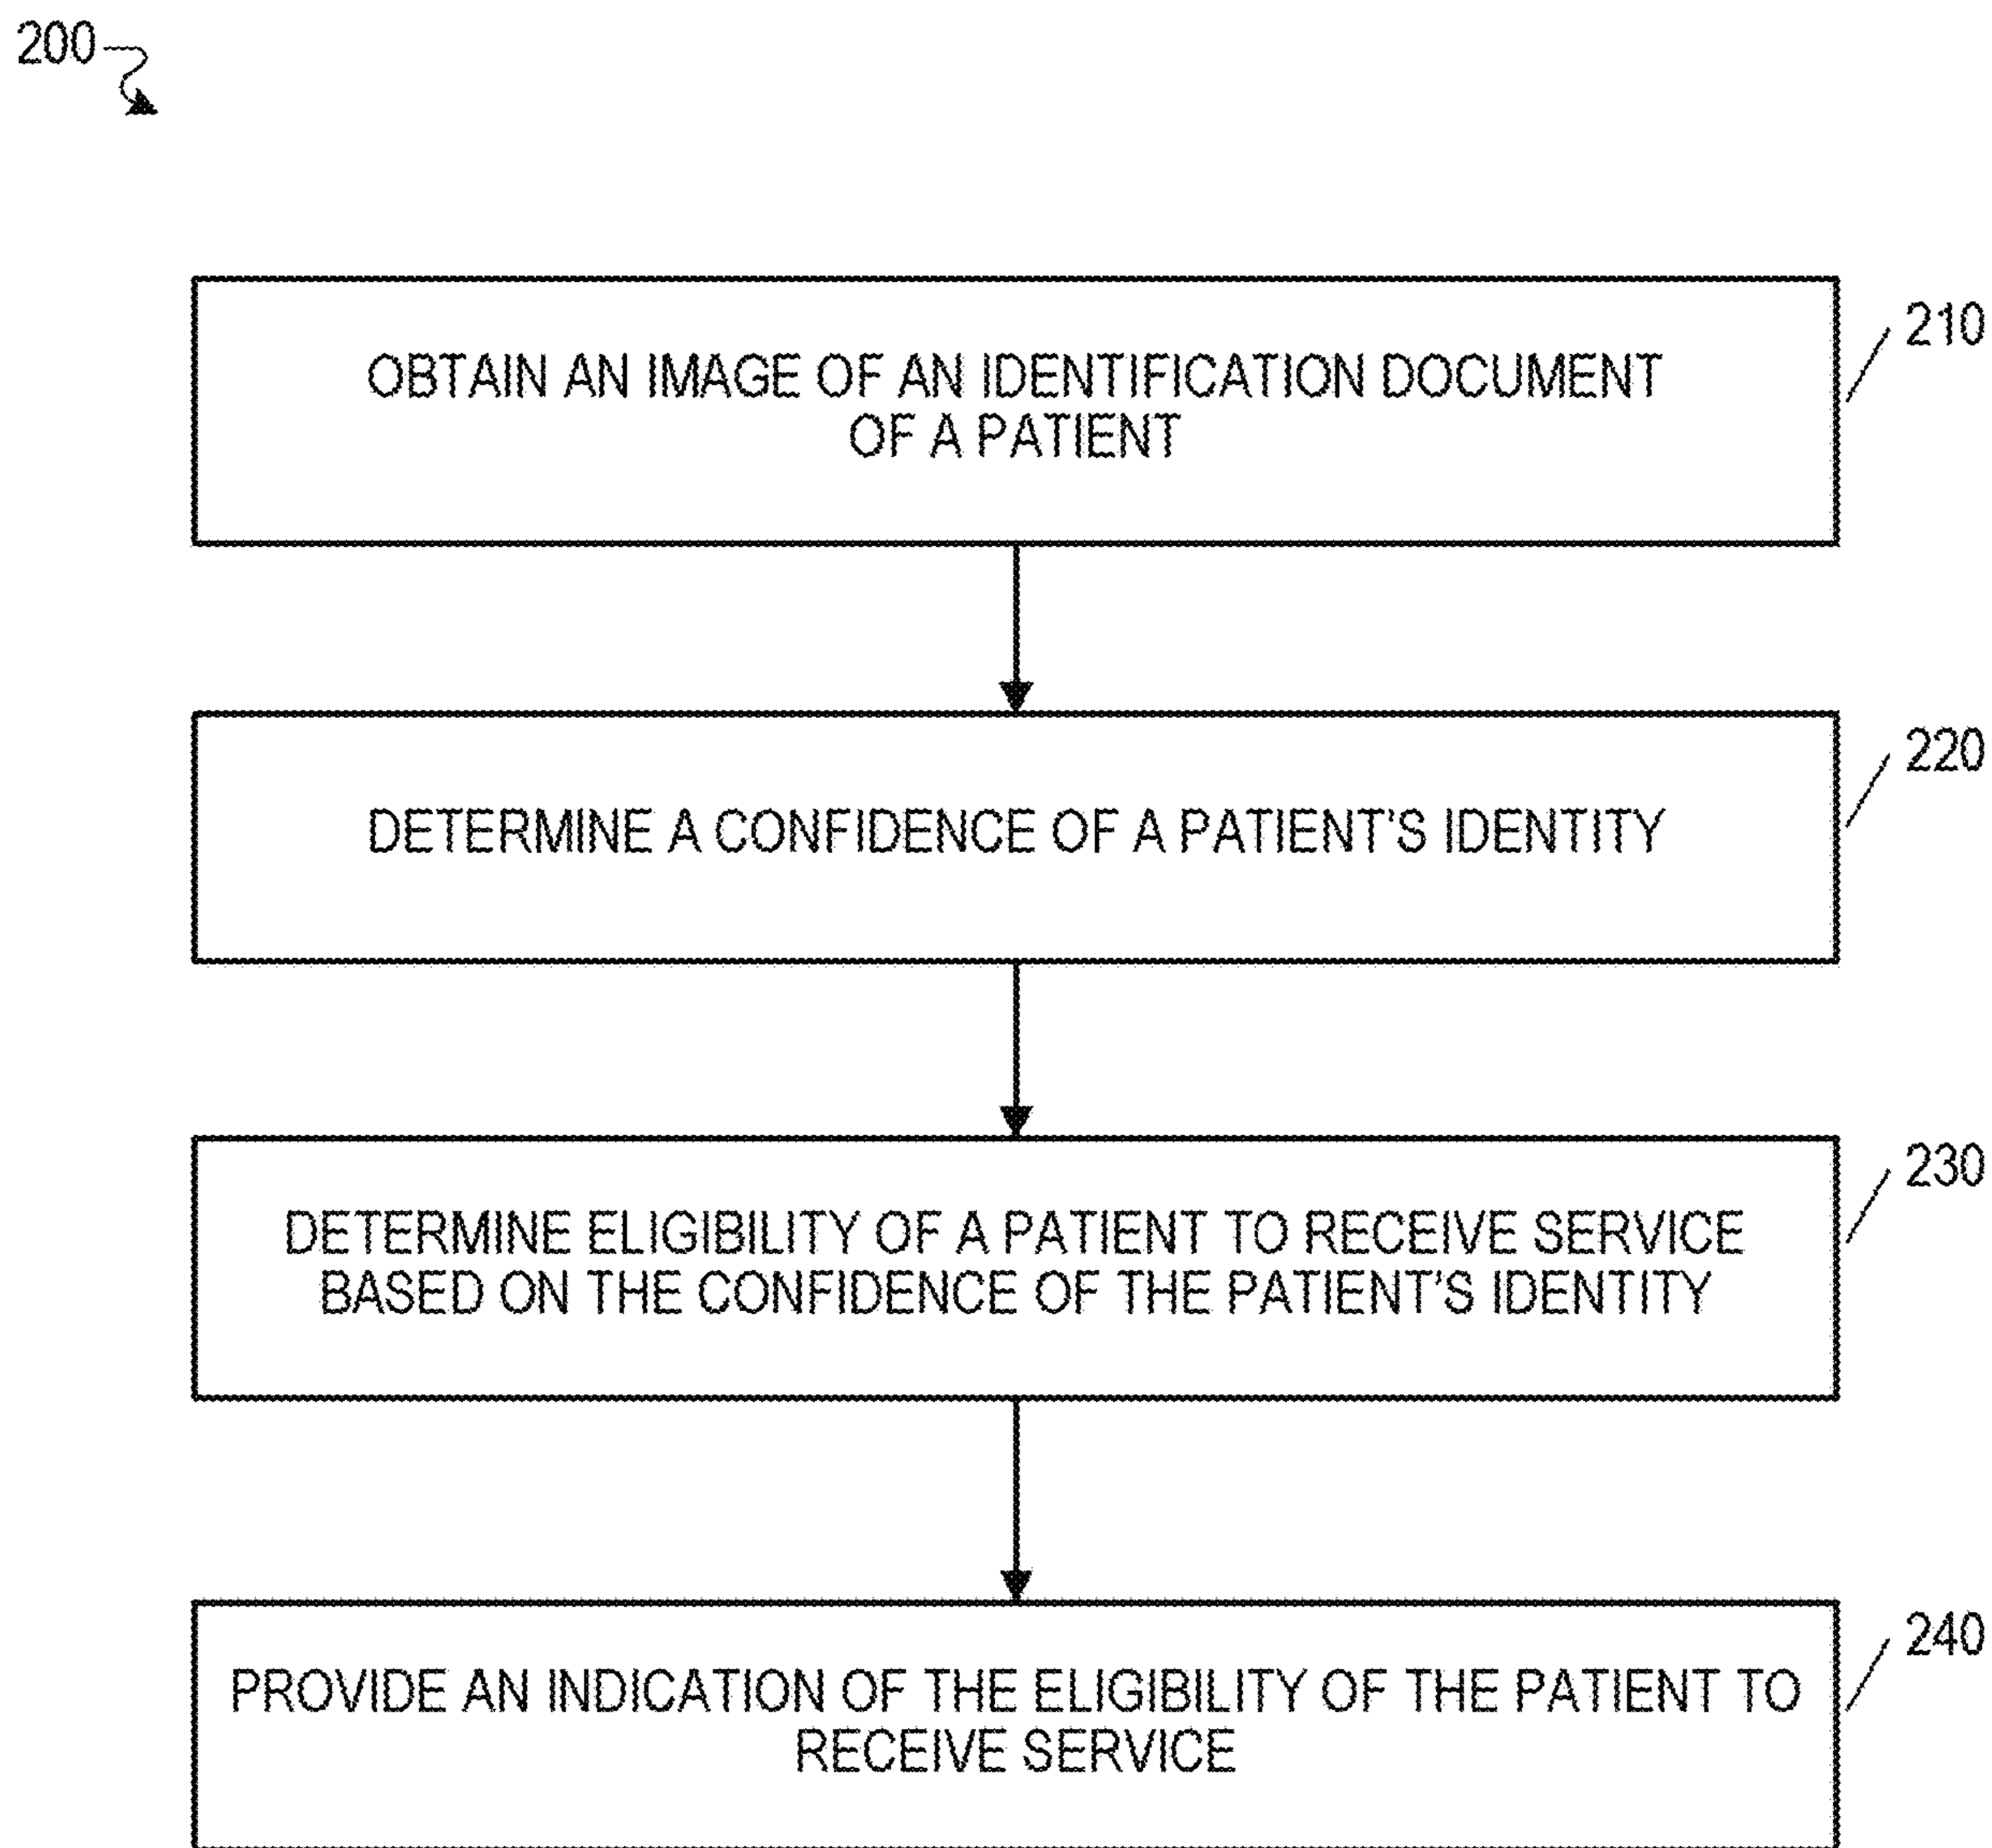 200
210
OBTAIN AN IMAGE OF AN IDENTIFICATION DOCUMENT
OF A PATIENT
220
DETERMINE A CONFIDENCE OF A PATIENT'S IDENTITY
230
DETERMINE ELIGIBILITY OF A PATIENT TO RECEIVE SERVICE
BASED ON THE CONFIDENCE OF THE PATIENT'S IDENTITY
240
PROVIDE AN INDICATION OF THE ELIGIBILITY OF THE PATIENT TO
RECEIVE SERVICE